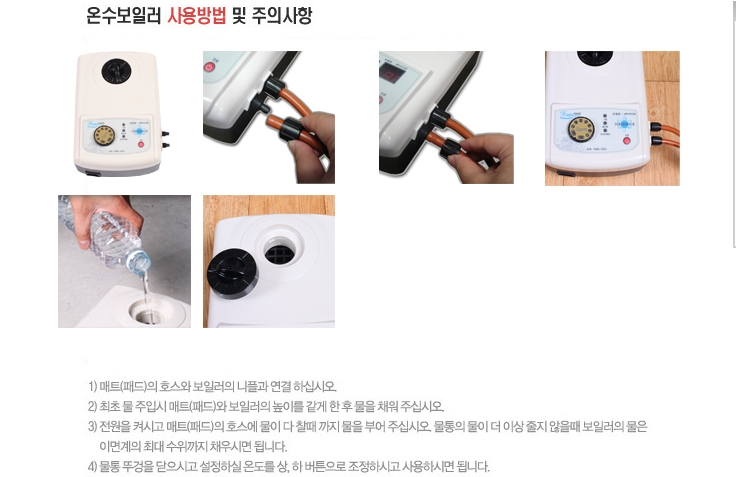 온수보일러 사용방법 및 주의사항
1) 매트(패드)의 호스와 보일러의 니플과 연결 하십시오.
2) 최초 물 주입시 매트(패드)와 보일러의 높이를 같게 한 후 물을 채워 주십시오.
3) 전원을 켜시고 매트(패드)의 호스에 물이 다 찰때 까지 물을 부어 주십시오. 물통의 물이 더 이상 줄지 않을때 보일러의 물은
이면계의 최대 수위까지 채우시면 됩니다.
4) 물통 뚜겅을 닫으시고 설정하실 온도를 상, 하 버튼으로 조정하시고 사용하시면 됩니다.